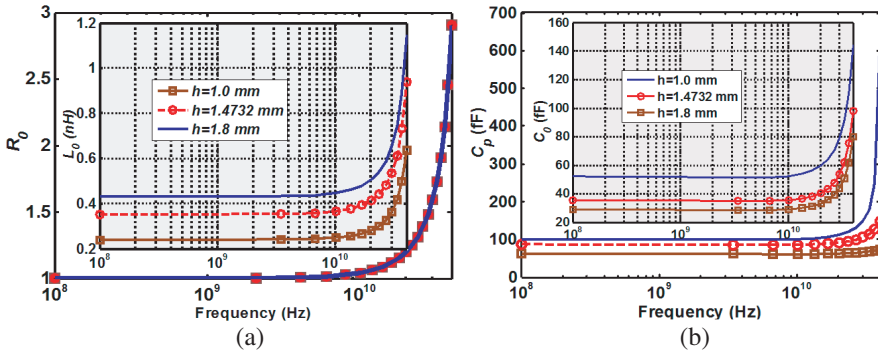 3
2.5
2
1.5
1
R0
10^8
10^9
10^10
Frequency (Hz)
1.2
1
0.8
0.6
0.4
0.2
L0 (nH)
10^8
10^9
10^10
h=1.0 mm
h=1.4732 mm
h=1.8 mm
(a)
700
600
500
400
300
200
100
0
Cp (fF)
10^8
10^9
10^10
Frequency (Hz)
160
140
120
100
80
60
40
20
C0 (fF)
10^8
10^9
10^10
h=1.0 mm
h=1.4732 mm
h=1.8 mm
(b)